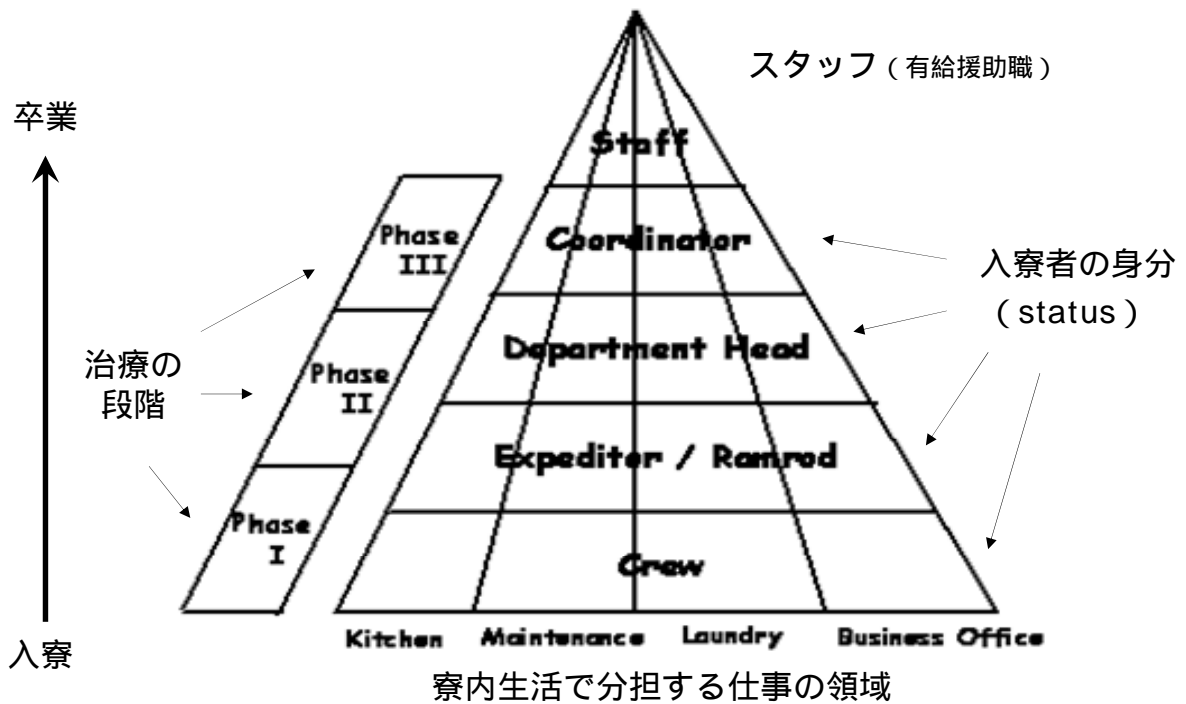 スタッフ（有給援助職）
卒業
Staff
Phase
III
Coordinator
入寮者の身分
（status）
治療の
段階
Phase
II
Department Head
Expeditor / Ramrod
Phase
I
Crew
Kitchen Maintenance Laundry Business Office
入寮
寮内生活で分担する仕事の領域